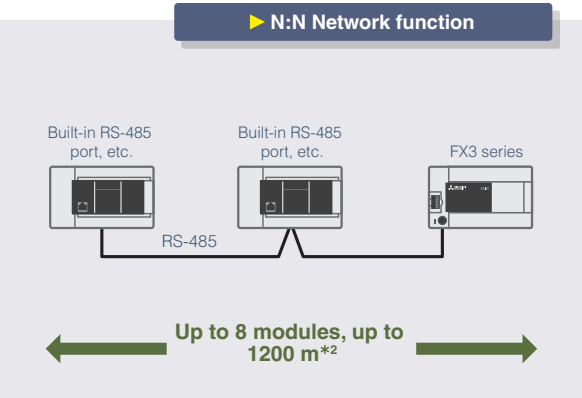 N:N Network function
Built-in RS-485
port, etc.
Built-in RS-485
port, etc.
FX3 series
RS-485
Up to 8 modules, up to
1200 m*2